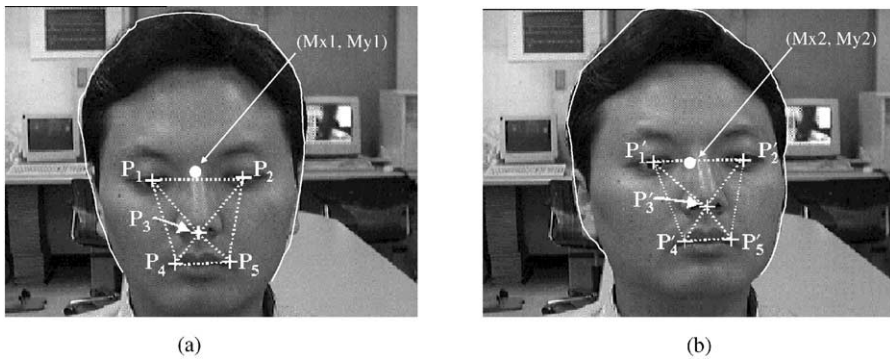 (Mx1, My1)
P1
P2
P3
P4
P5
(a)
(Mx2, My2)
P′1
P′2
P′3
P′4
P′5
(b)